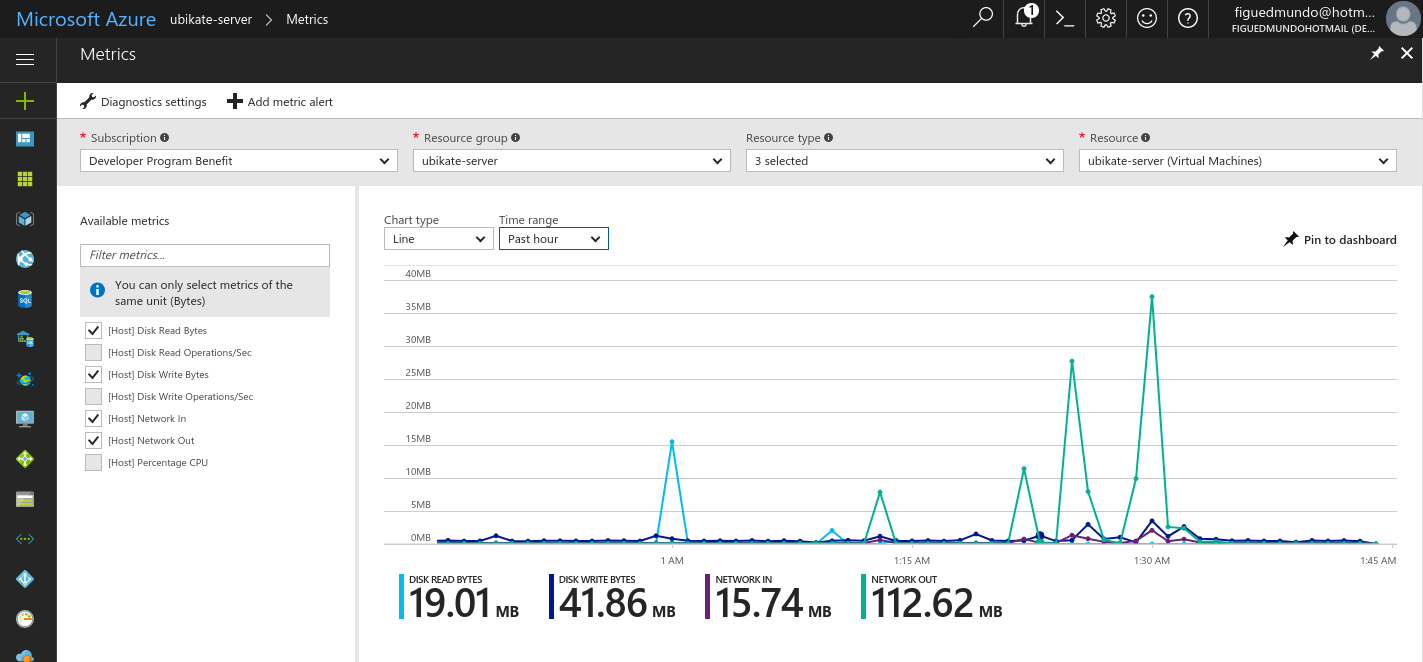 Microsoft Azure ubikate-server > Metrics 1 figuedmundo@hotm...
FIGUEDMUNDOHOTMAIL (DE...
Metrics
Diagnostics settings Add metric alert
* Subscription * Resource group Resource type * Resource
Developer Program Benefit ubikate-server 3 selected ubikate-server (Virtual Machines)
Available metrics
Filter metrics...
You can only select metrics of the
same unit (Bytes)
[Host] Disk Read Bytes
[Host] Disk Read Operations/Sec
[Host] Disk Write Bytes
[Host] Disk Write Operations/Sec
[Host] Network In
[Host] Network Out
[Host] Percentage CPU
SQL
Chart type Time range
Line Past hour
Pin to dashboard
40MB
35MB
30MB
25MB
20MB
15MB
10MB
5MB
0MB
1 AM 1:15 AM 1:30 AM 1:45 AM
DISK READ BYTES DISK WRITE BYTES NETWORK IN NETWORK OUT
19.01 MB 41.86 MB 15.74 MB 112.62 MB